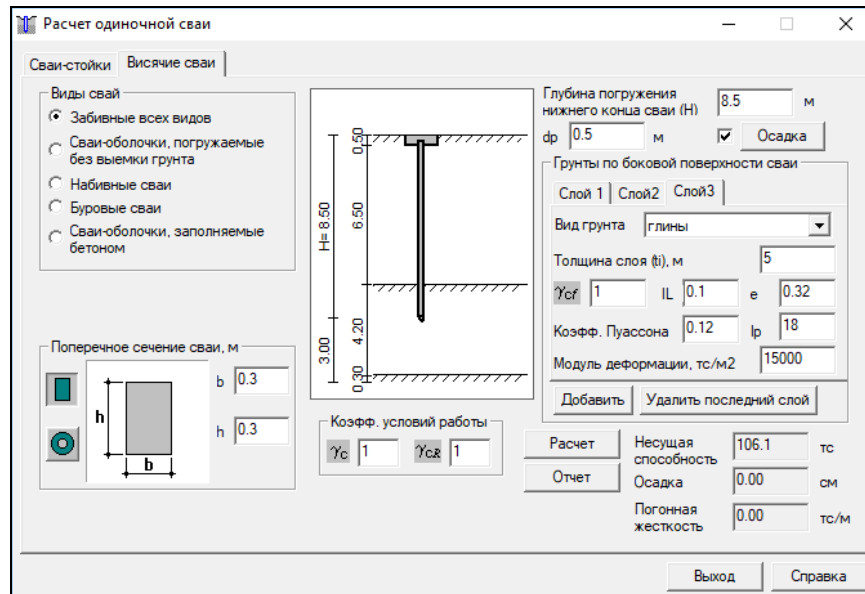 Расчет одиночной сваи
Сваи-стойки Висячие сваи
Виды свай
Забивные всех видов
Сваи-оболочки, погружаемые
без выемки грунта
Набивные сваи
Буровые сваи
Сваи-оболочки, заполняемые
бетоном
Поперечное сечение сваи, м
h
b
b 0.3
h 0.3
0.50
H= 8.50
6.50
3.00
4.20
0.30
Коэфф. условий работы
γc 1 γcR 1
Глубина погружения
нижнего конца сваи (H) 8.5 м
dp 0.5 м Осадка
Грунты по боковой поверхности сваи
Слой 1 Слой2 Слой3
Вид грунта глины
Толщина слоя (ti), м 5
γcf 1 IL 0.1 e 0.32
Коэфф. Пуассона 0.12 Ip 18
Модуль деформации, тс/м2 15000
Добавить Удалить последний слой
Расчет
Отчет
Несущая
способность 106.1 тс
Осадка 0.00 см
Погонная
жесткость 0.00 тс/м
Выход Справка